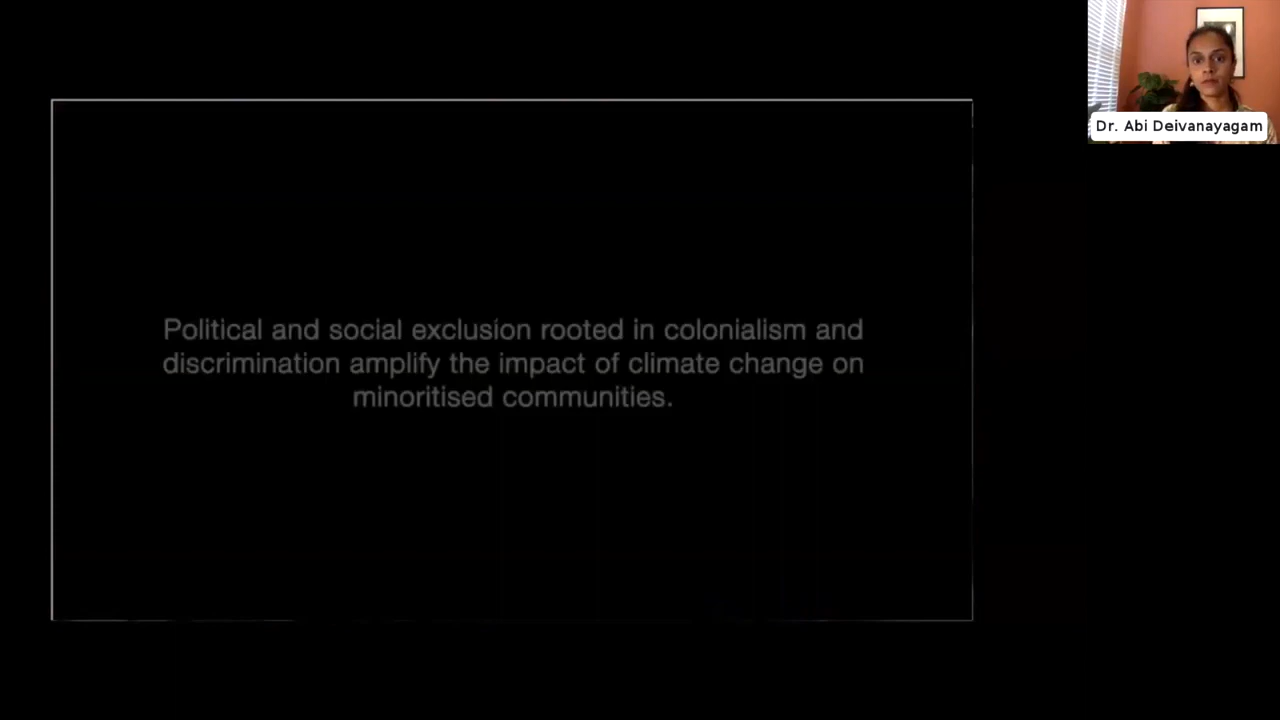 Dr. Abi Deivanayagam
Political and social exclusion rooted in colonialism and
discrimination amplify the impact of climate change on
minoritised communities.